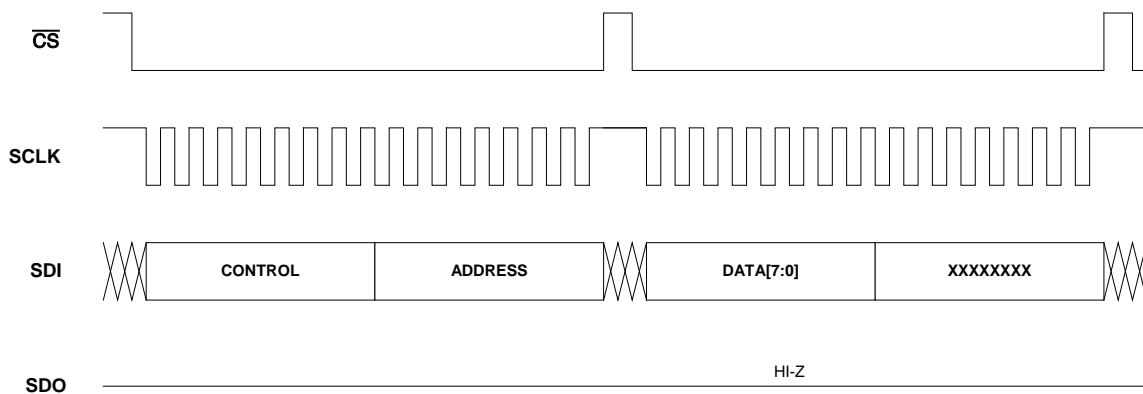 CS
SCLK
SDI
CONTROL
ADDRESS
DATA[7:0]
XXXXXXXX
SDO
HI-Z